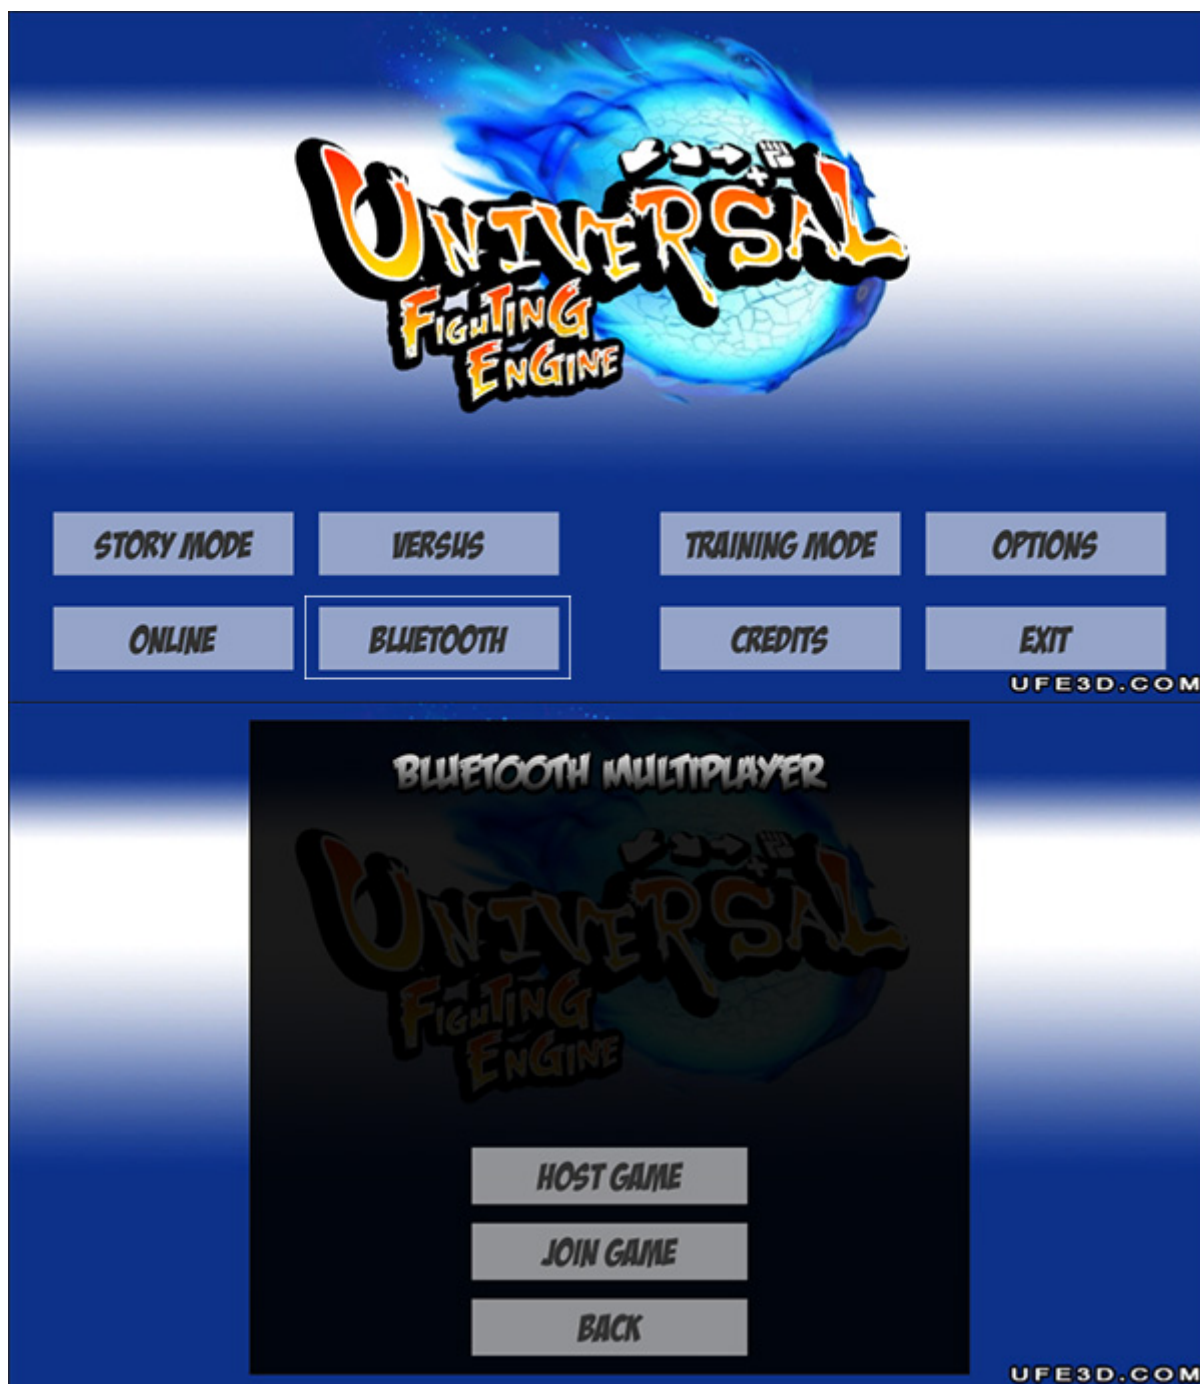 UNIVERSAL
FIGHTING
ENGINE
STORY MODE VERSUS TRAINING MODE OPTIONS
ONLINE BLUETOOTH CREDITS EXIT
UFE3D.COM
BLUETOOTH MULTIPLAYER
UNIVERSAL
FIGHTING
ENGINE
HOST GAME
JOIN GAME
BACK
UFE3D.COM